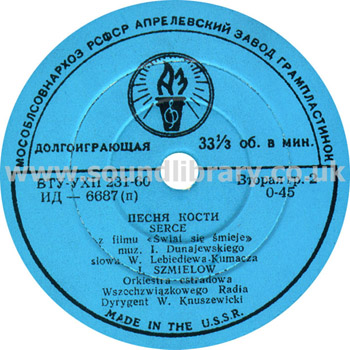 МОСОБЛСОВНАРХОЗ РСФСР АПРЕЛЕВСКИЙ ЗАВОД ГРАМПЛАСТИНОК
АЗ
ДОЛГОИГРАЮЩАЯ 33⅓ об. в мин.
www.soundlibrary.co.uk
ВТУ-УХП 231-60 Вторая гр. 2
ИД — 6687(п) 0-45
ПЕСНЯ КОСТИ
SERCE
z filmu «Świat się śmieje»
muz. I. Dunajewskiego
słowa W. Lebiediewa-Kumacza
I. SZMIELOW
Orkiestra estradowa
Wszechzwiązkowego Radia
Dyrygent W. Knuszewicki
MADE IN THE U.S.S.R.